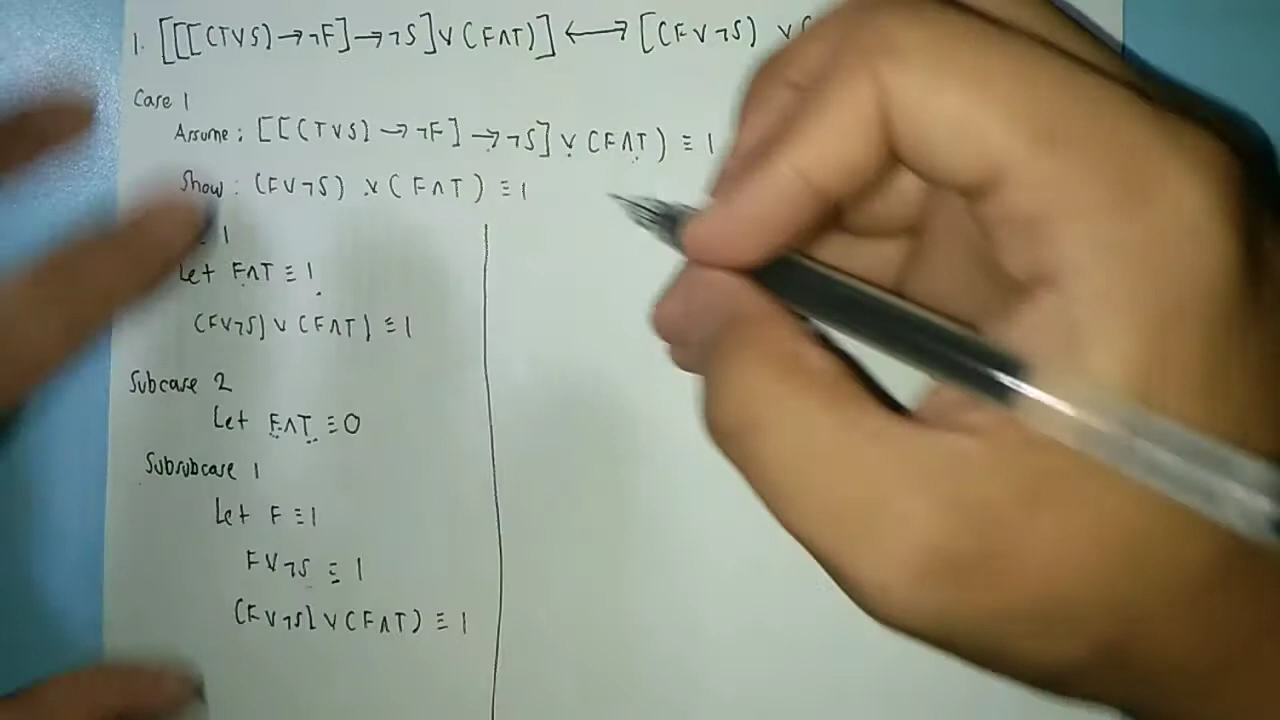 1. [[[(T∨S)→¬F]→¬S]∨(F∧T)]⟷[(F∨¬S) ∨
Case 1
Assume: [[(T∨S)→¬F]→¬S]∨(F∧T)≡1
Show: (F∨¬S)∨(F∧T)≡1
1
Let F∧T≡1
(F∨¬S)∨(F∧T)≡1
Subcase 2
Let F∧T≡0
Subsubcase 1
Let F≡1
F∨¬S≡1
(F∨¬S)∨(F∧T)≡1